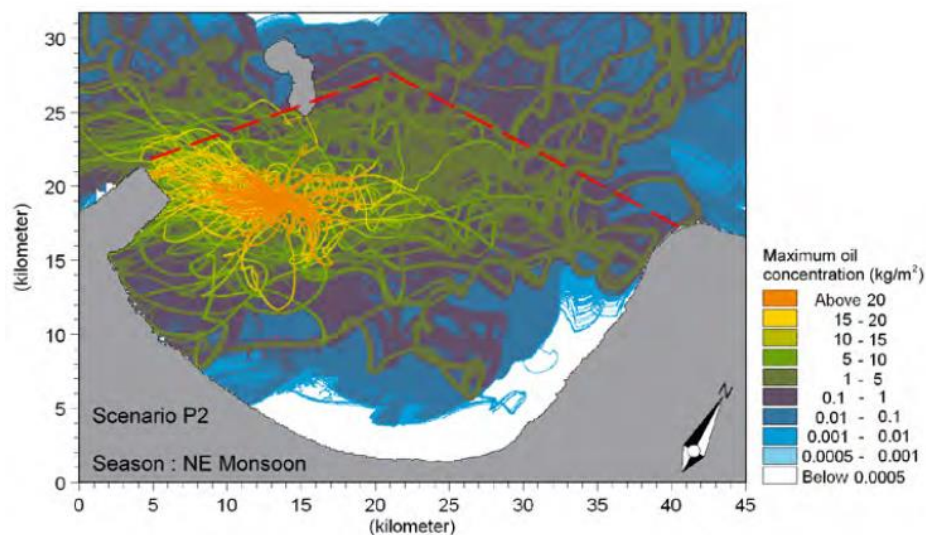 30
25
20
15
10
5
0
(kilometer)
Scenario P2
Season : NE Monsoon
0 5 10 15 20 25 30 35 40 45
(kilometer)
N
Maximum oil
concentration (kg/m²)
Above 20
15 - 20
10 - 15
5 - 10
1 - 5
0.1 - 1
0.01 - 0.1
0.001 - 0.01
0.0005 - 0.001
Below 0.0005